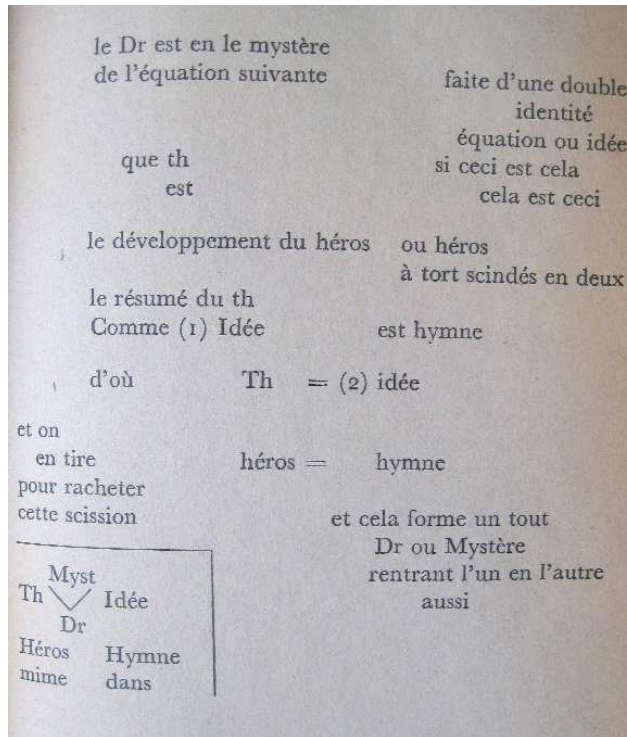 le Dr est en le mystère
de l'équation suivante
faite d'une double
identité
équation ou idée
que th
est
si ceci est cela
cela est ceci
le développement du héros ou héros
à tort scindés en deux
le résumé du th
Comme (1) Idée est hymne
d'où Th = (2) idée
et on
en tire
pour racheter
cette scission
héros = hymne
et cela forme un tout
Dr ou Mystère
rentrant l'un en l'autre
aussi
Myst
Th Idée
Dr
Héros Hymne
mime dans